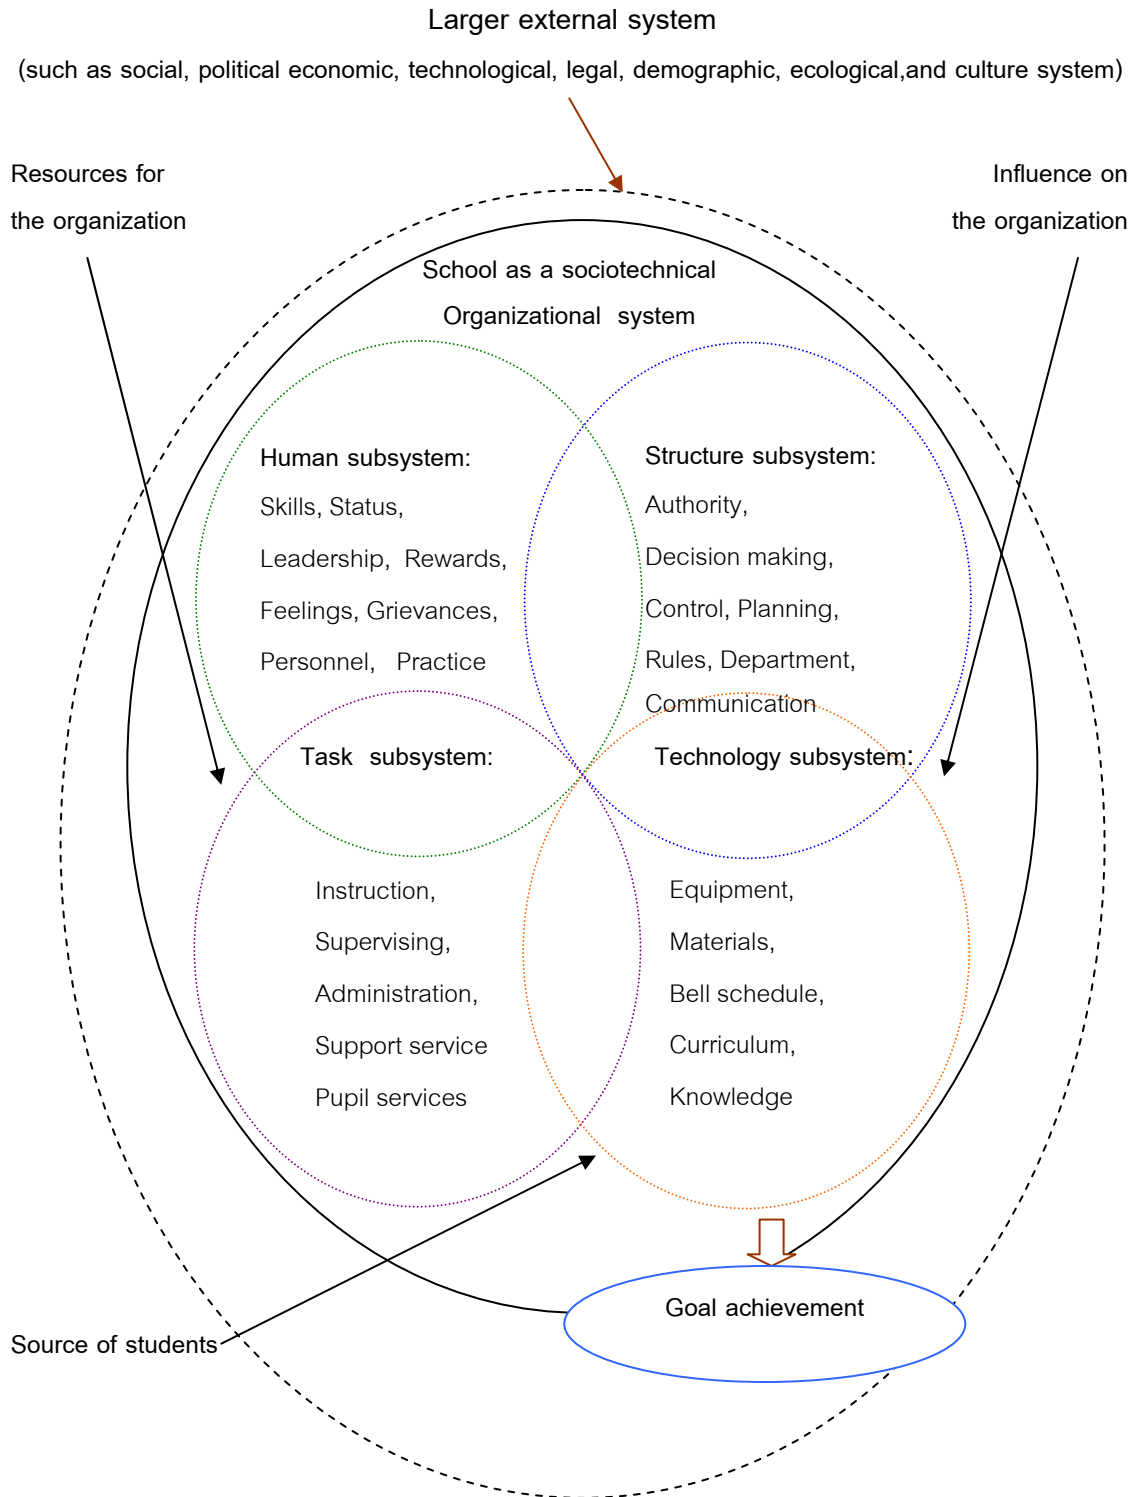 Larger external system
(such as social, political economic, technological, legal, demographic, ecological,and culture system)
Resources for
the organization
Influence on
the organization
School as a sociotechnical
Organizational system
Human subsystem:
Skills, Status,
Leadership, Rewards,
Feelings, Grievances,
Personnel, Practice
Structure subsystem:
Authority,
Decision making,
Control, Planning,
Rules, Department,
Communication
Task subsystem:
Instruction,
Supervising,
Administration,
Support service
Pupil services
Technology subsystem:
Equipment,
Materials,
Bell schedule,
Curriculum,
Knowledge
Goal achievement
Source of students